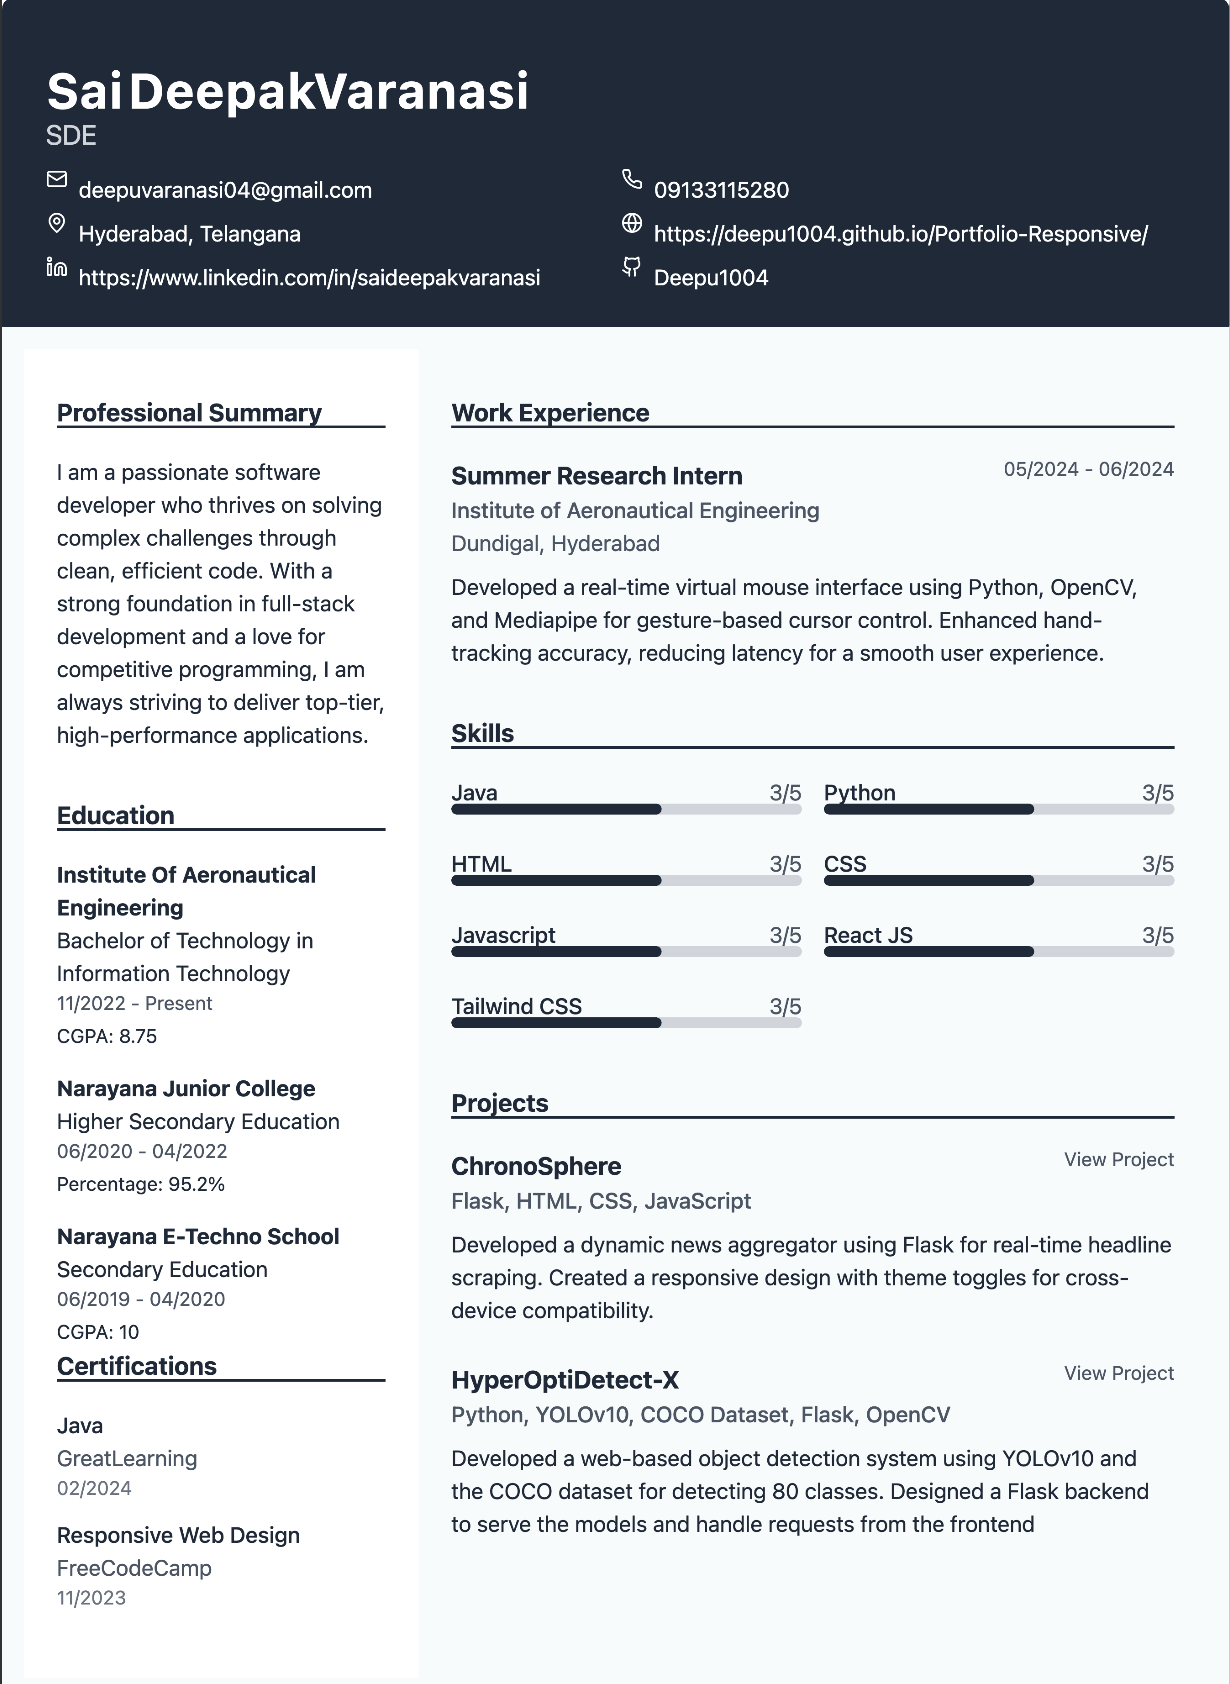 Sai DeepakVaranasi
SDE
deepuvaranasi04@gmail.com
09133115280
Hyderabad, Telangana
https://deepu1004.github.io/Portfolio-Responsive/
https://www.linkedin.com/in/saideepakvaranasi
Deepu1004
Professional Summary
I am a passionate software
developer who thrives on solving
complex challenges through
clean, efficient code. With a
strong foundation in full-stack
development and a love for
competitive programming, I am
always striving to deliver top-tier,
high-performance applications.
Education
Institute Of Aeronautical
Engineering
Bachelor of Technology in
Information Technology
11/2022 - Present
CGPA: 8.75
Narayana Junior College
Higher Secondary Education
06/2020 - 04/2022
Percentage: 95.2%
Narayana E-Techno School
Secondary Education
06/2019 - 04/2020
CGPA: 10
Certifications
Java
GreatLearning
02/2024
Responsive Web Design
FreeCodeCamp
11/2023
Work Experience
Summer Research Intern
05/2024 - 06/2024
Institute of Aeronautical Engineering
Dundigal, Hyderabad
Developed a real-time virtual mouse interface using Python, OpenCV,
and Mediapipe for gesture-based cursor control. Enhanced hand-
tracking accuracy, reducing latency for a smooth user experience.
Skills
Java 3/5
Python 3/5
HTML 3/5
CSS 3/5
Javascript 3/5
React JS 3/5
Tailwind CSS 3/5
Projects
ChronoSphere
View Project
Flask, HTML, CSS, JavaScript
Developed a dynamic news aggregator using Flask for real-time headline
scraping. Created a responsive design with theme toggles for cross-
device compatibility.
HyperOptiDetect-X
View Project
Python, YOLOv10, COCO Dataset, Flask, OpenCV
Developed a web-based object detection system using YOLOv10 and
the COCO dataset for detecting 80 classes. Designed a Flask backend
to serve the models and handle requests from the frontend